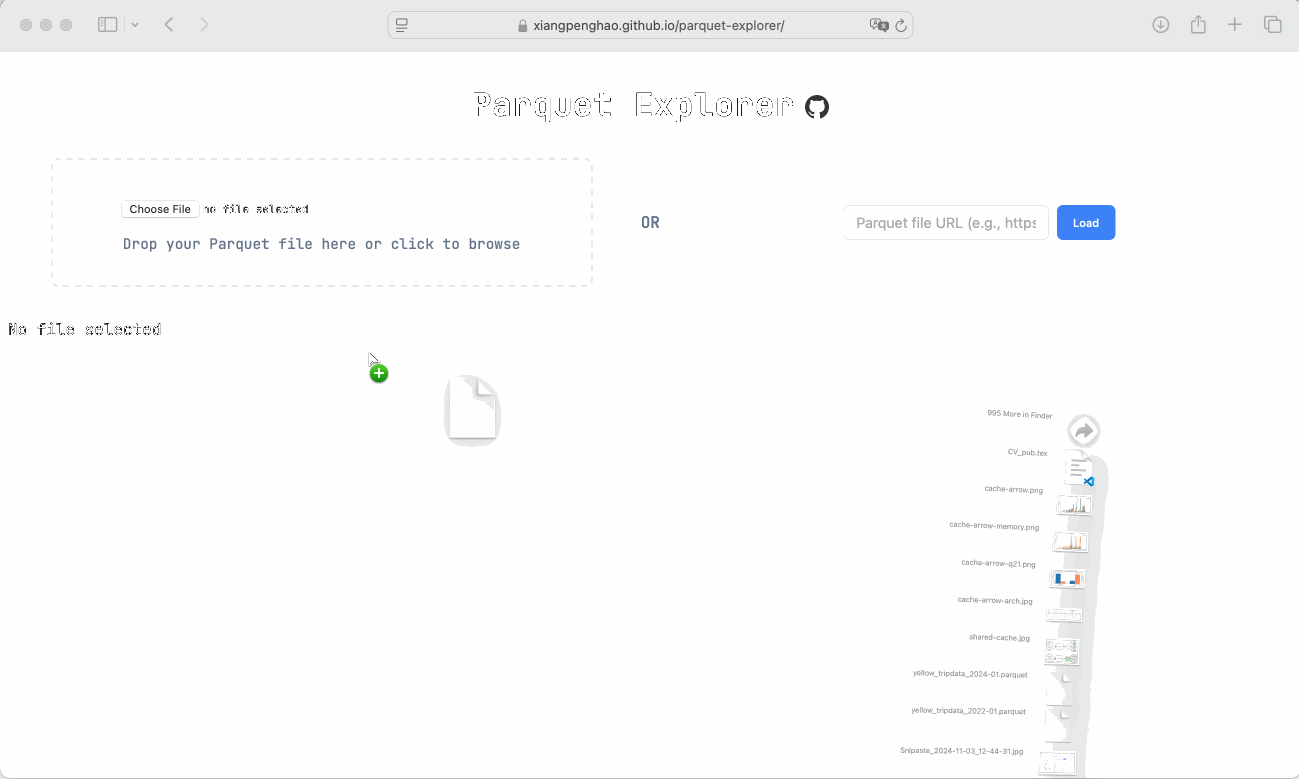 xiangpenghao.github.io/parquet-explorer/
Parquet Explorer
Choose File no file selected
Drop your Parquet file here or click to browse
OR
Parquet file URL (e.g., https
Load
No file selected
995 More in Finder
CV_pub.tex
cache-arrow.png
cache-arrow-memory.png
cache-arrow-q21.png
cache-arrow-arch.jpg
shared-cache.jpg
yellow_tripdata_2024-01.parquet
yellow_tripdata_2022-01.parquet
Snipaste_2024-11-03_12-44-31.jpg